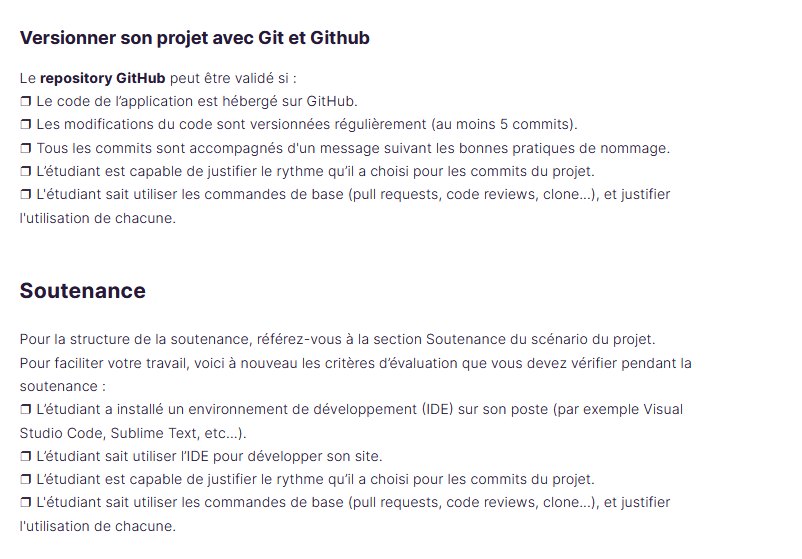 Versionner son projet avec Git et Github
Le repository GitHub peut être validé si :
❒ Le code de l’application est hébergé sur GitHub.
❒ Les modifications du code sont versionnées régulièrement (au moins 5 commits).
❒ Tous les commits sont accompagnés d'un message suivant les bonnes pratiques de nommage.
❒ L’étudiant est capable de justifier le rythme qu’il a choisi pour les commits du projet.
❒ L'étudiant sait utiliser les commandes de base (pull requests, code reviews, clone...), et justifier
l'utilisation de chacune.
Soutenance
Pour la structure de la soutenance, référez-vous à la section Soutenance du scénario du projet.
Pour faciliter votre travail, voici à nouveau les critères d’évaluation que vous devez vérifier pendant la
soutenance :
❒ L’étudiant a installé un environnement de développement (IDE) sur son poste (par exemple Visual
Studio Code, Sublime Text, etc...).
❒ L’étudiant sait utiliser l’IDE pour développer son site.
❒ L’étudiant est capable de justifier le rythme qu’il a choisi pour les commits du projet.
❒ L'étudiant sait utiliser les commandes de base (pull requests, code reviews, clone...), et justifier
l'utilisation de chacune.